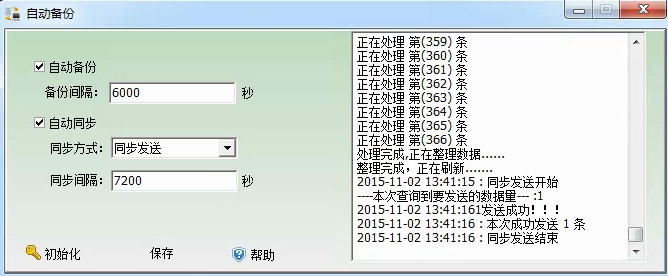 自动备份
自动备份
备份间隔： 6000 秒
自动同步
同步方式： 同步发送
同步间隔： 7200 秒
初始化 保存 帮助
正在处理 第(359) 条
正在处理 第(360) 条
正在处理 第(361) 条
正在处理 第(362) 条
正在处理 第(363) 条
正在处理 第(364) 条
正在处理 第(365) 条
正在处理 第(366) 条
处理完成,正在整理数据......
整理完成，正在刷新.......
2015-11-02 13:41:15：同步发送开始
----本次查询到要发送的数据量--- :1
2015-11-02 13:41:161发送成功！！！
2015-11-02 13:41:16：本次成功发送 1 条
2015-11-02 13:41:16：同步发送结束